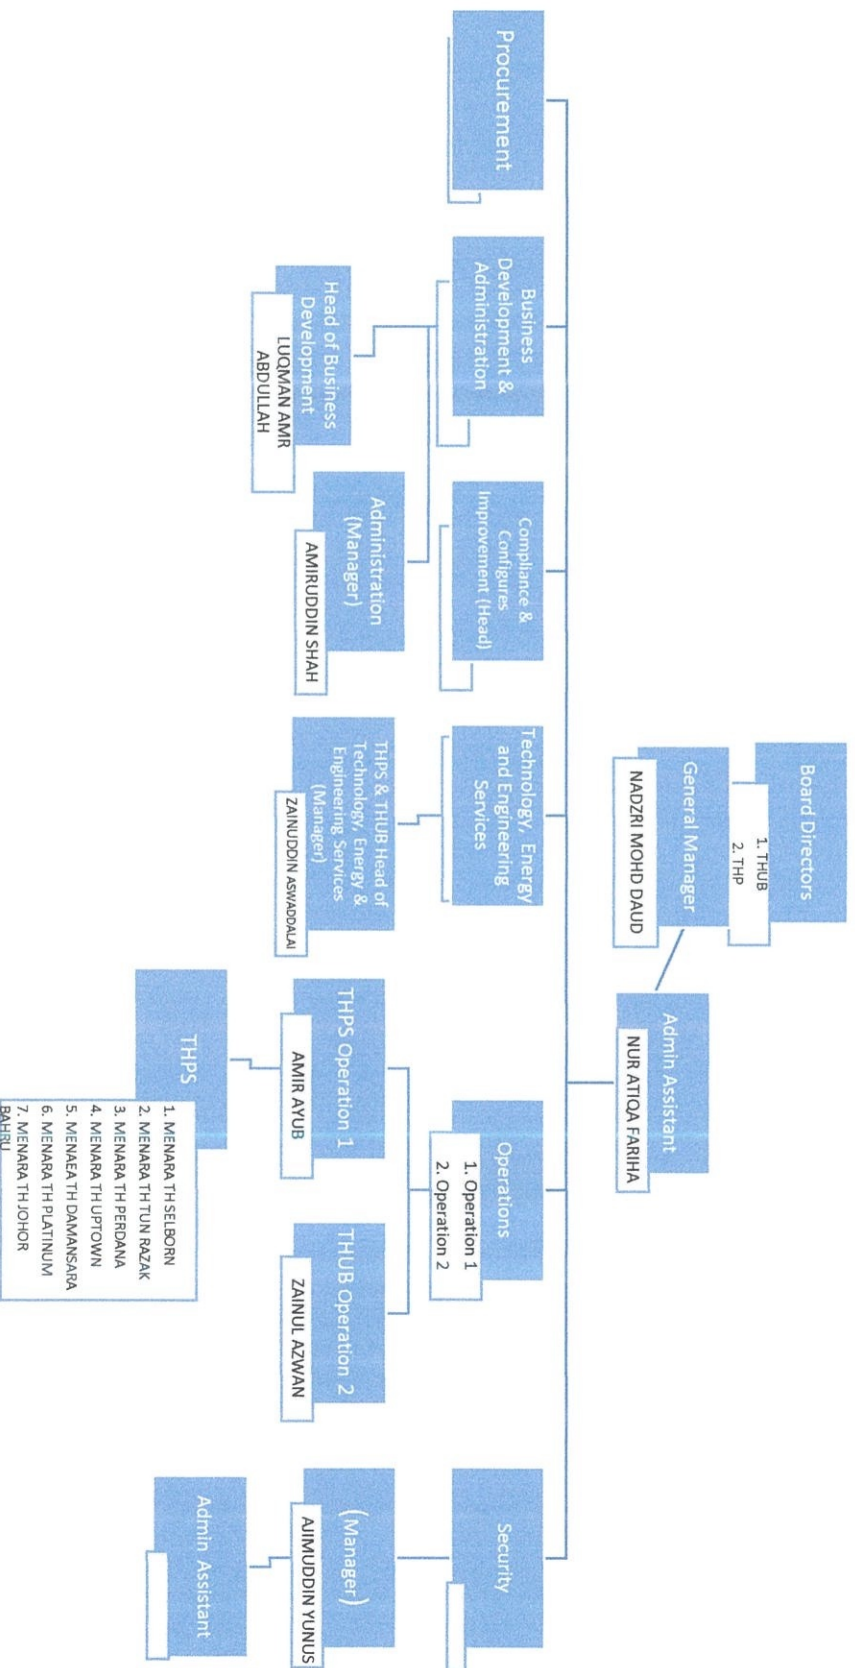 Board Directors
1. THUB
2. THP
General Manager
NADZRI MOHD DAUD
Admin Assistant
NUR ATIQA FARIHA
Procurement
Business
Development &
Administration
Compliance &
Configures
Improvement (Head)
Technology, Energy
and Engineering
Services
Operations
1. Operation 1
2. Operation 2
Security
Head of Business
Development
LUQMAN AMR
ABDULLAH
Administration
(Manager)
AMIRUDDIN SHAH
THPS & THUB Head of
Technology, Energy &
Engineering Services
(Manager)
ZAINUDDIN ASWADDALAI
THPS Operation 1
AMIR AYUB
THUB Operation 2
ZAINUL AZWAN
(Manager)
AJIMUDDIN YUNUS
THPS
1. MENARA TH SELBORN
2. MENARA TH TUN RAZAK
3. MENARA TH PERDANA
4. MENARA TH UPTOWN
5. MENAEA TH DAMANSARA
6. MENARA TH PLATINUM
7. MENARA TH JOHOR
BAHRU
Admin Assistant